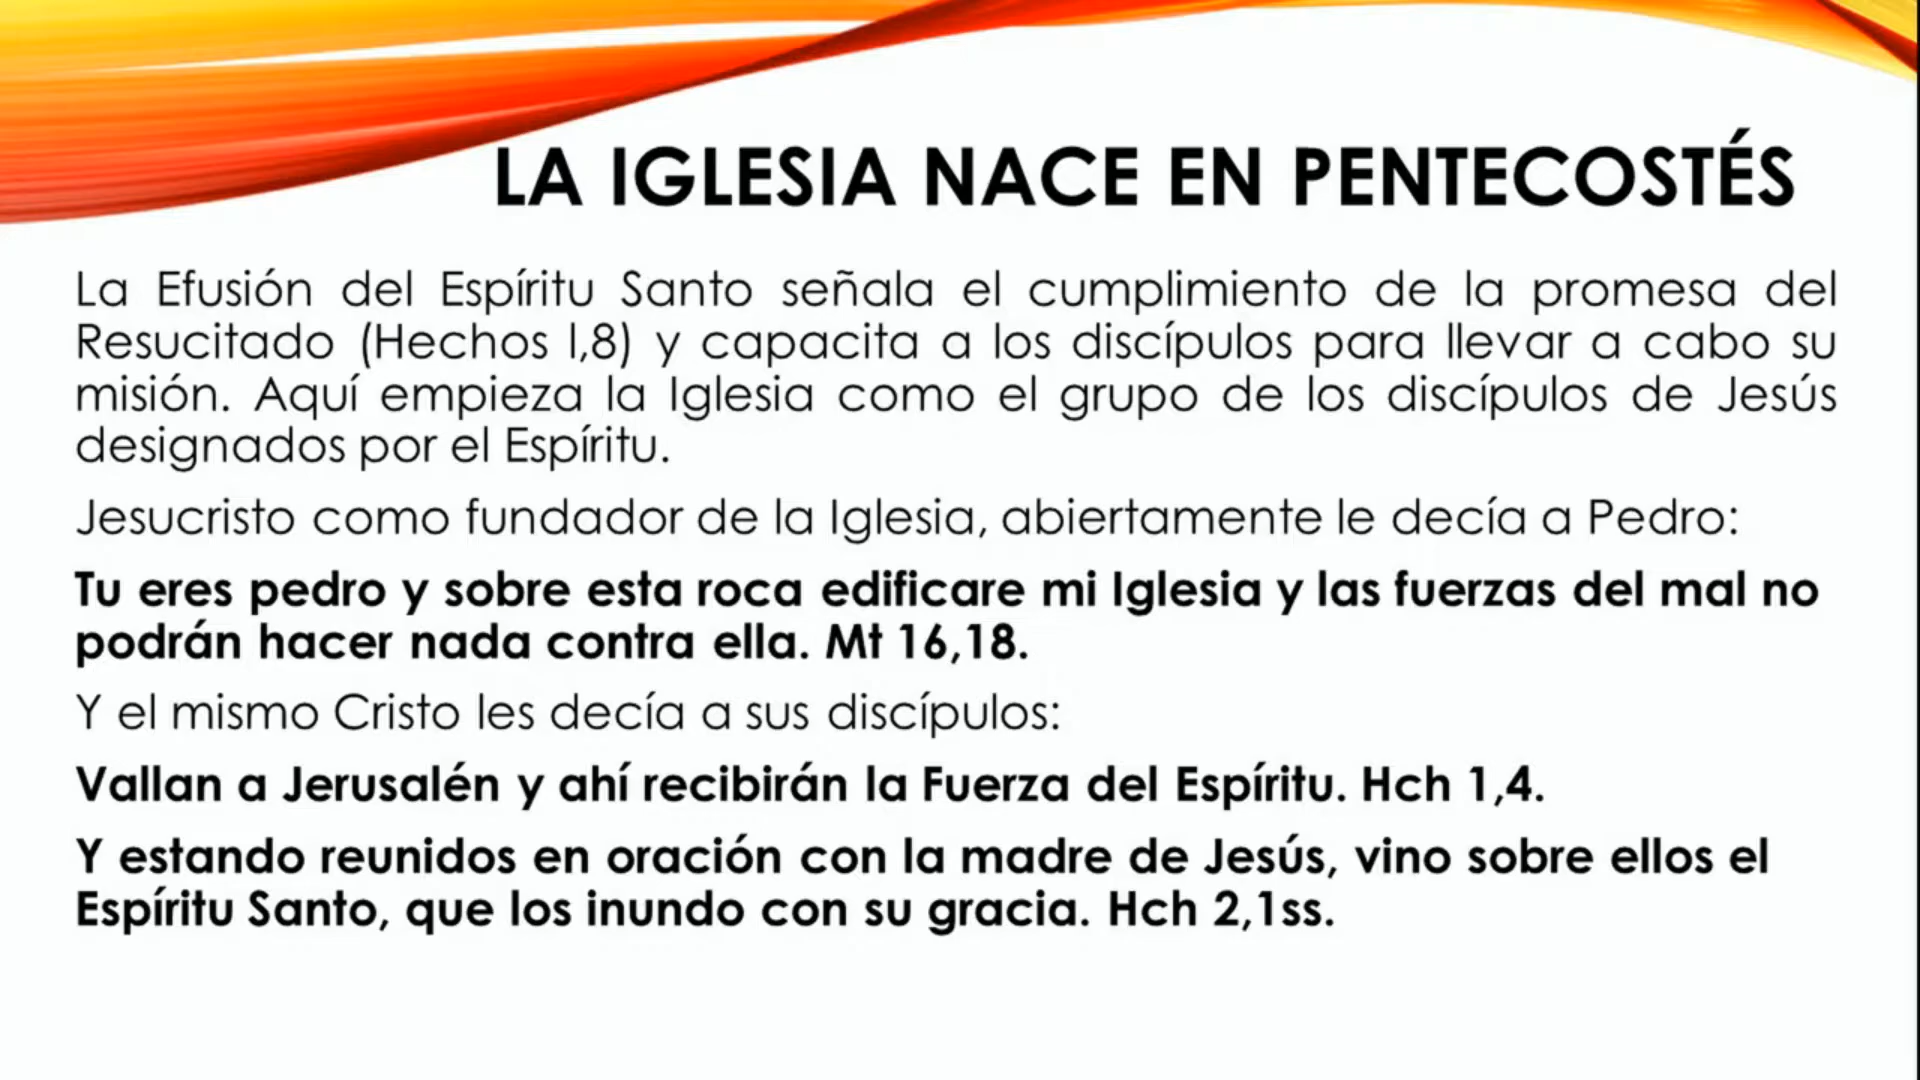 LA IGLESIA NACE EN PENTECOSTÉS
La Efusión del Espíritu Santo señala el cumplimiento de la promesa del
Resucitado (Hechos l,8) y capacita a los discípulos para llevar a cabo su
misión. Aquí empieza la Iglesia como el grupo de los discípulos de Jesús
designados por el Espíritu.
Jesucristo como fundador de la Iglesia, abiertamente le decía a Pedro:
Tu eres pedro y sobre esta roca edificare mi Iglesia y las fuerzas del mal no
podrán hacer nada contra ella. Mt 16,18.
Y el mismo Cristo les decía a sus discípulos:
Vallan a Jerusalén y ahí recibirán la Fuerza del Espíritu. Hch 1,4.
Y estando reunidos en oración con la madre de Jesús, vino sobre ellos el
Espíritu Santo, que los inundo con su gracia. Hch 2,1ss.